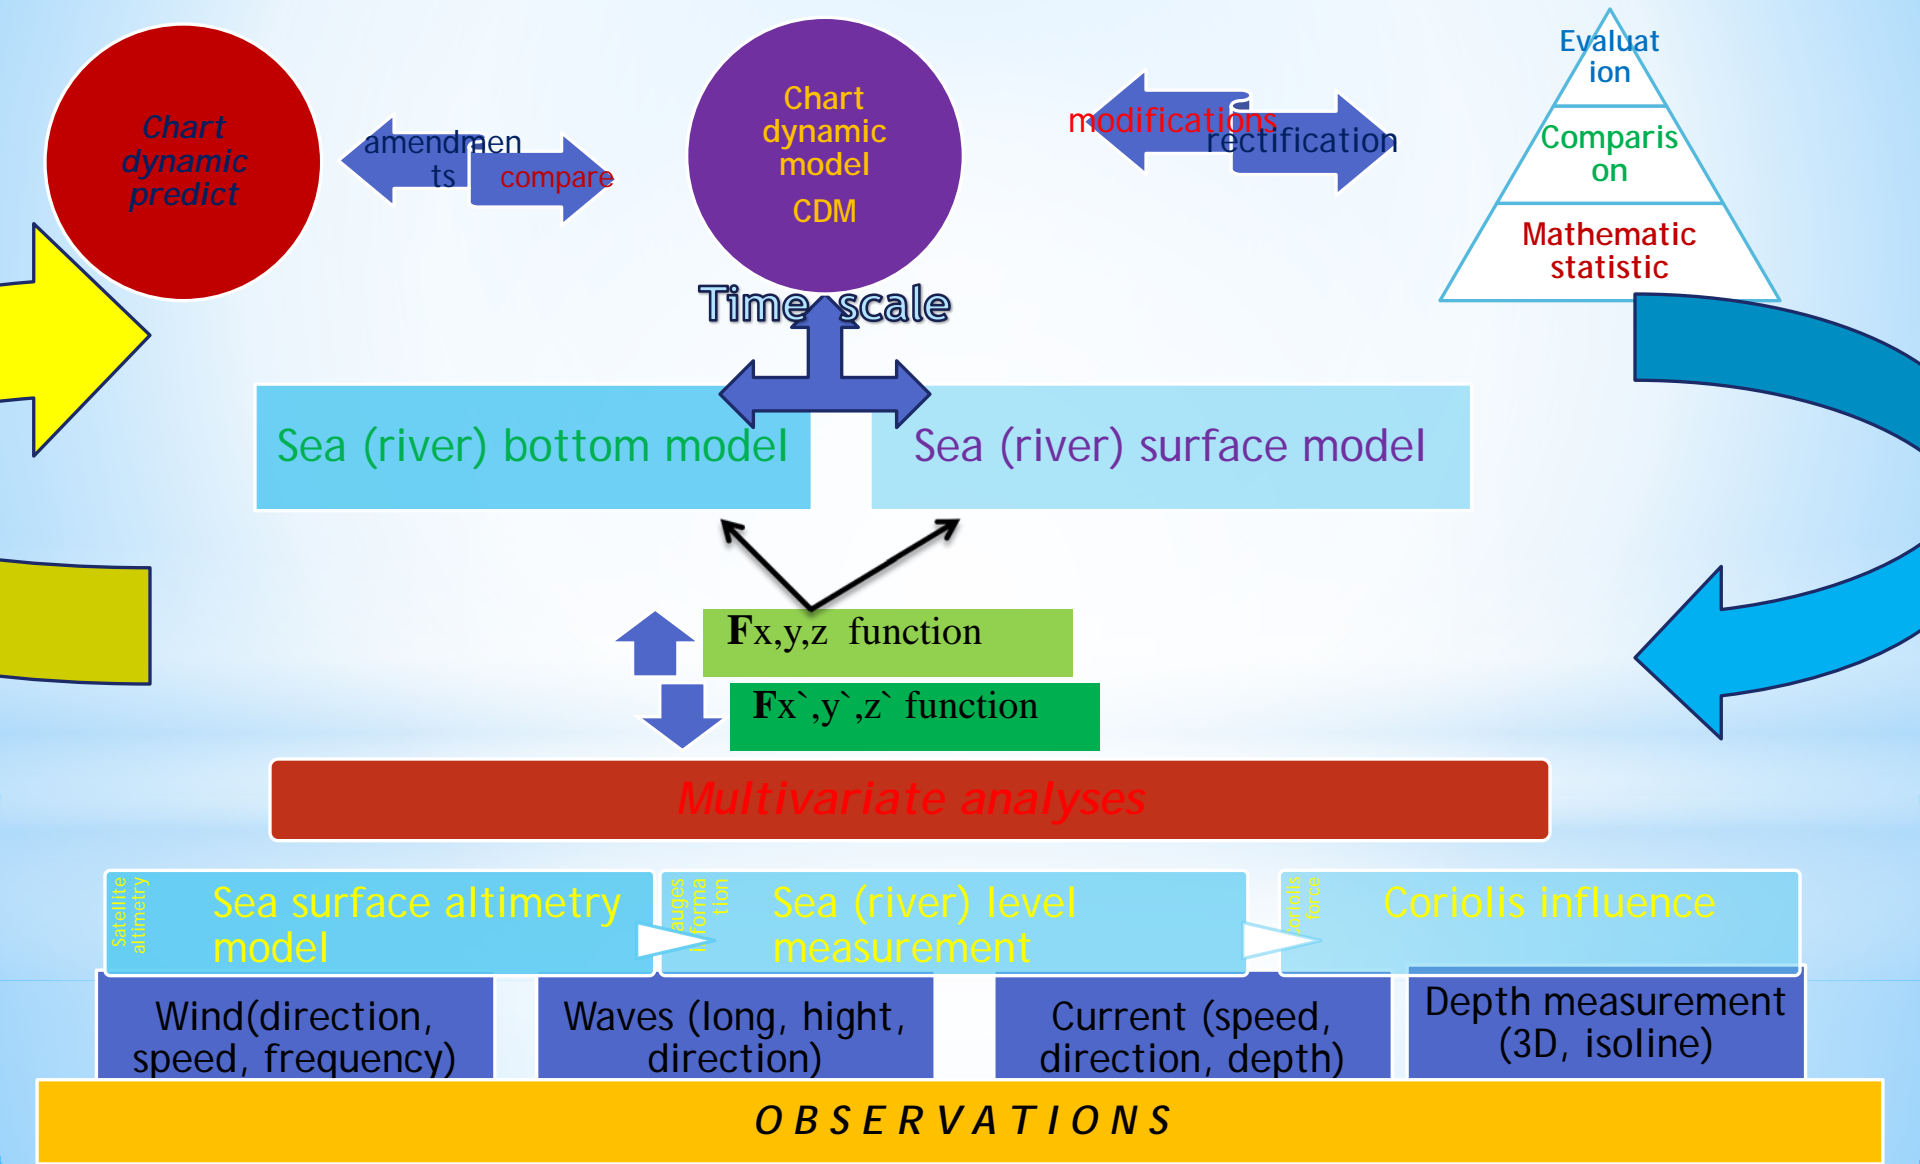 Chart
dynamic
predict
amendmen
ts
compare
Chart
dynamic
model
CDM
modifications
rectification
Evaluat
ion
Comparis
on
Mathematic
statistic
Time scale
Sea (river) bottom model
Sea (river) surface model
Fx,y,z function
Fx`,y`,z` function
Multivariate analyses
Satellite
altimetry
Sea surface altimetry
model
informa
tion
Sea (river) level
measurement
force
Coriolis influence
Wind(direction,
speed, frequency)
Waves (long, hight,
direction)
Current (speed,
direction, depth)
Depth measurement
(3D, isoline)
OBSERVATIONS